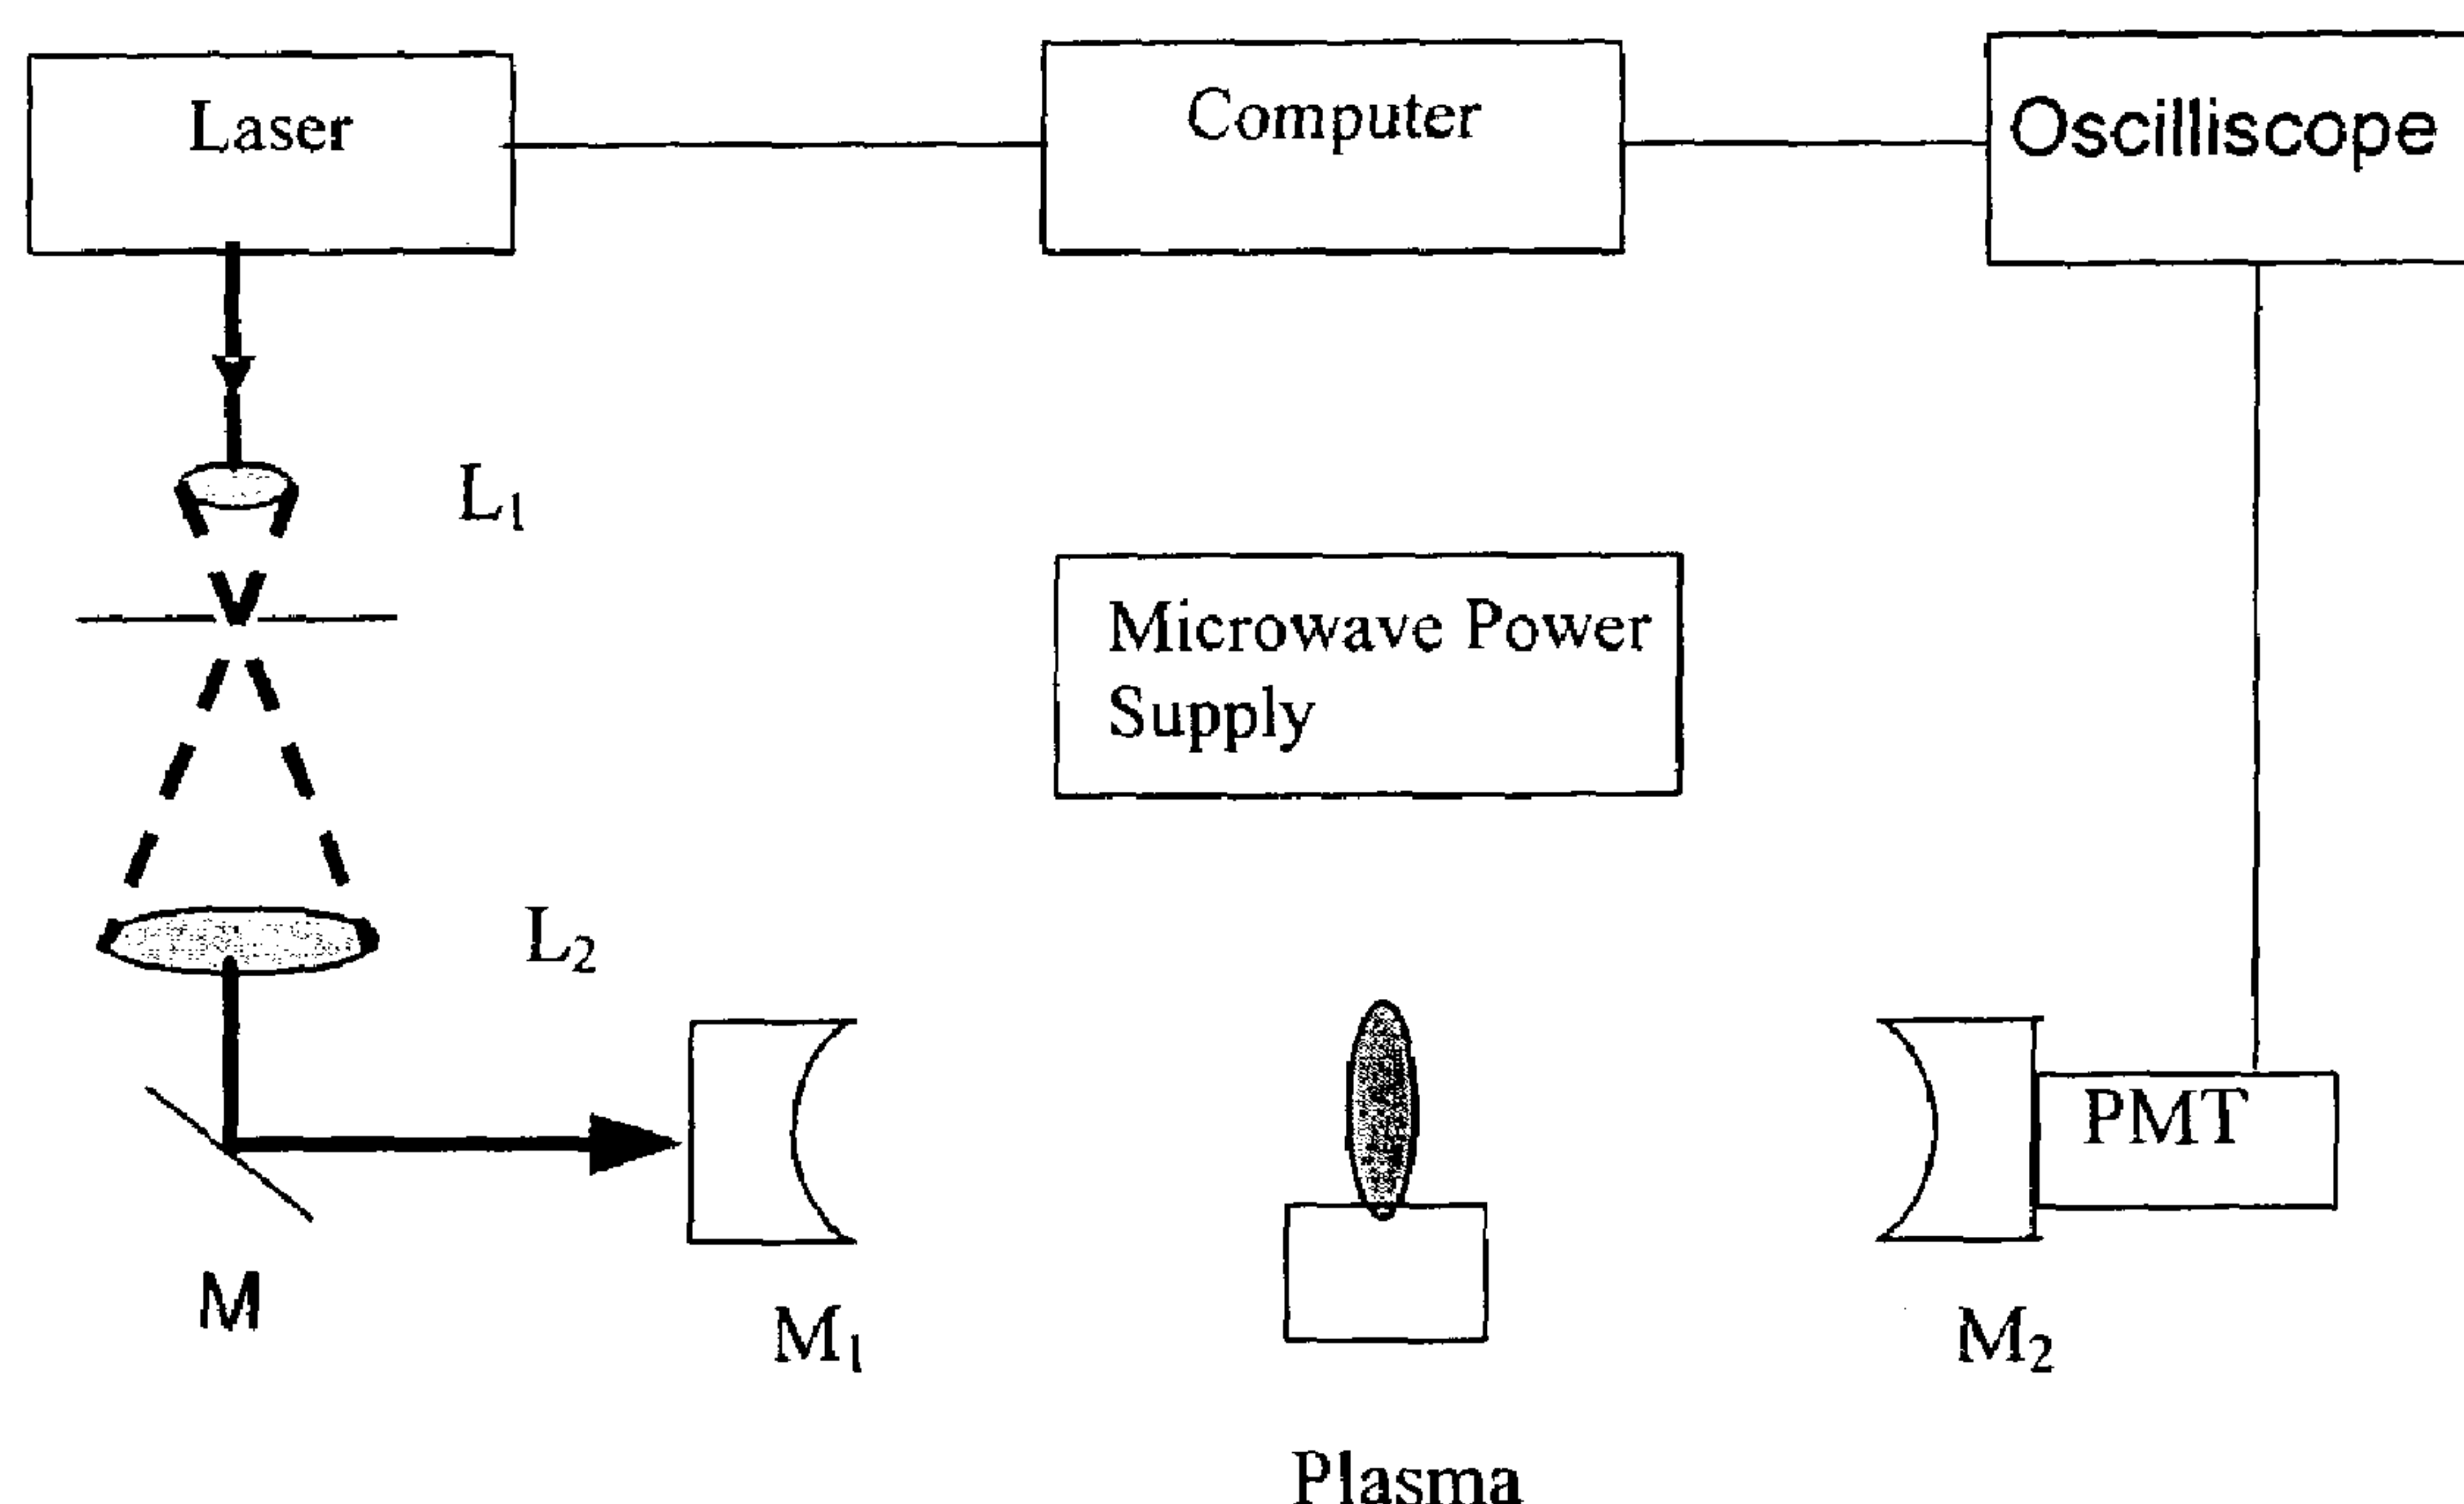 Laser
Computer
Oscilliscope
L1
Microwave Power
Supply
L2
PMT
M
M1
M2
Plasma